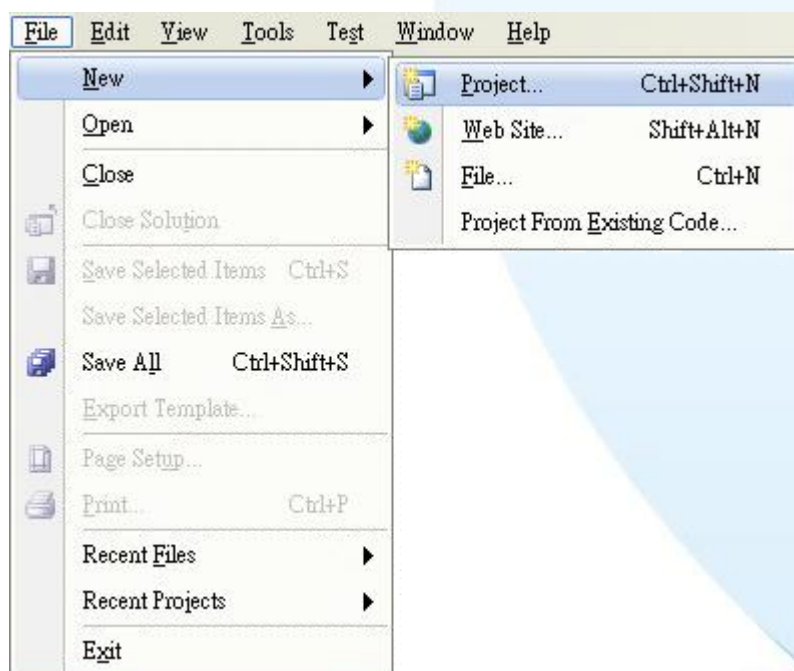 File Edit View Tools Test Window Help
New
Open
Close
Close Solution
Save Selected Items Ctrl+S
Save Selected Items As...
Save All Ctrl+Shift+S
Export Template...
Page Setup...
Print... Ctrl+P
Recent Files
Recent Projects
Exit
Project... Ctrl+Shift+N
Web Site... Shift+Alt+N
File... Ctrl+N
Project From Existing Code...